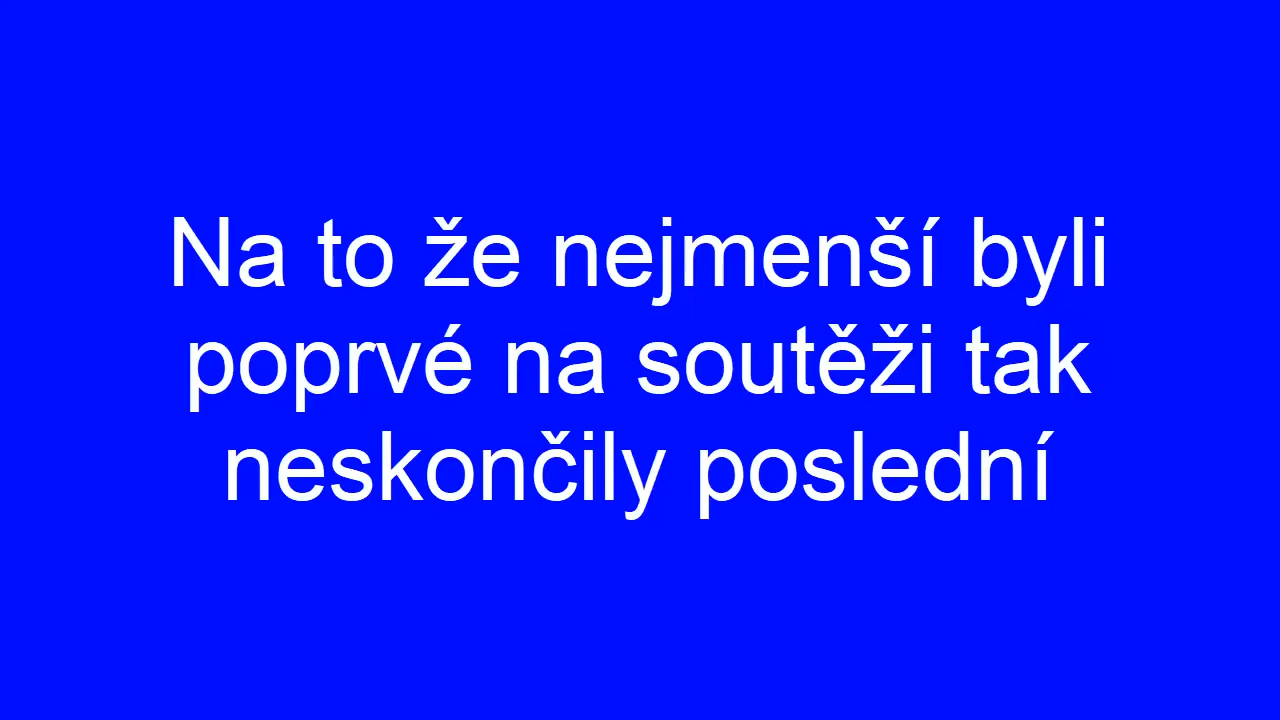 Na to že nejmenší byli
poprvé na soutěži tak
neskončily poslední